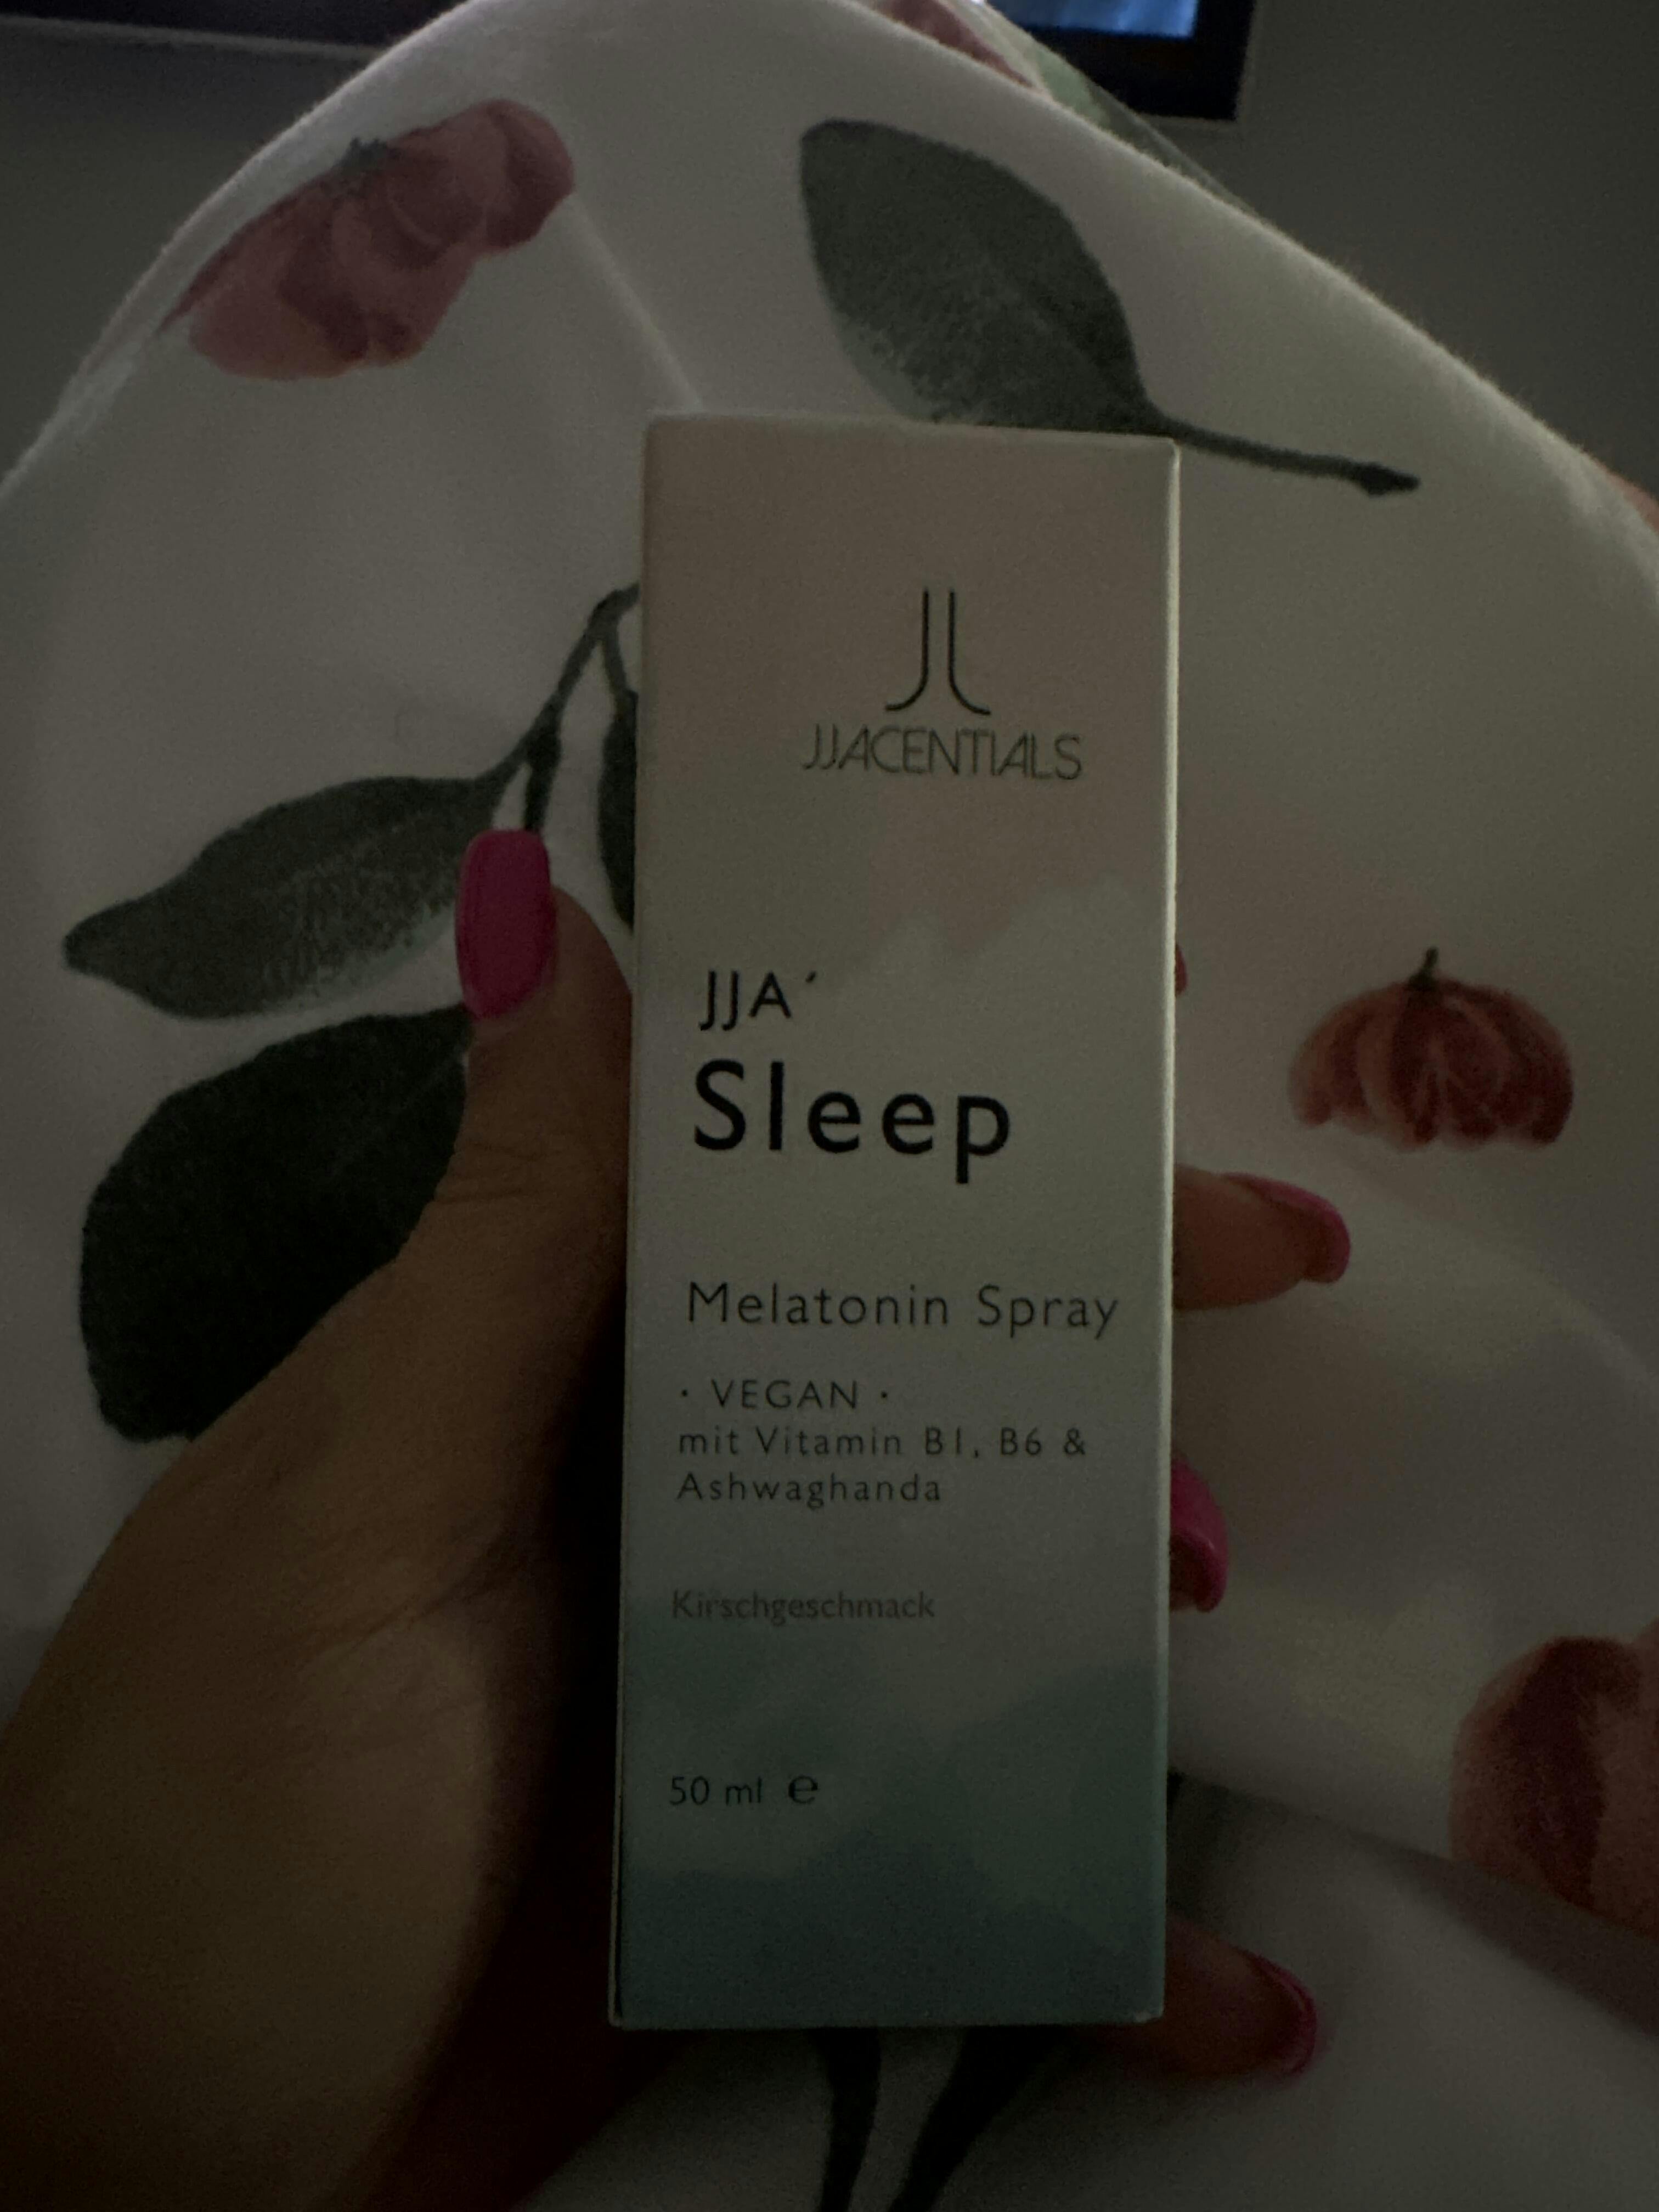 JJACENTIALS
JJA´
Sleep
Melatonin Spray
· VEGAN ·
mit Vitamin B1, B6 &
Ashwaghanda
Kirschgeschmack
50 ml ℮